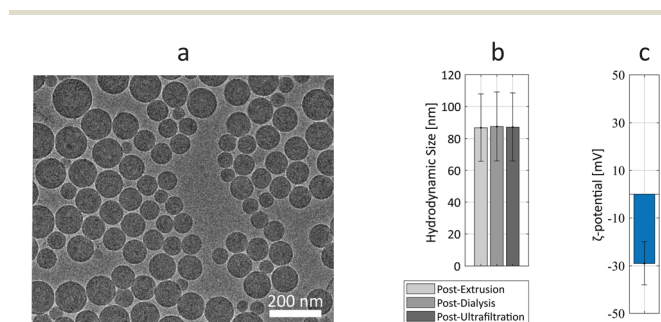 a
200 nm
b
Hydrodynamic Size [nm]
120
100
80
60
40
20
0
Post-Extrusion
Post-Dialysis
Post-Ultrafiltration
c
ζ-potential [mV]
50
30
10
-10
-30
-50